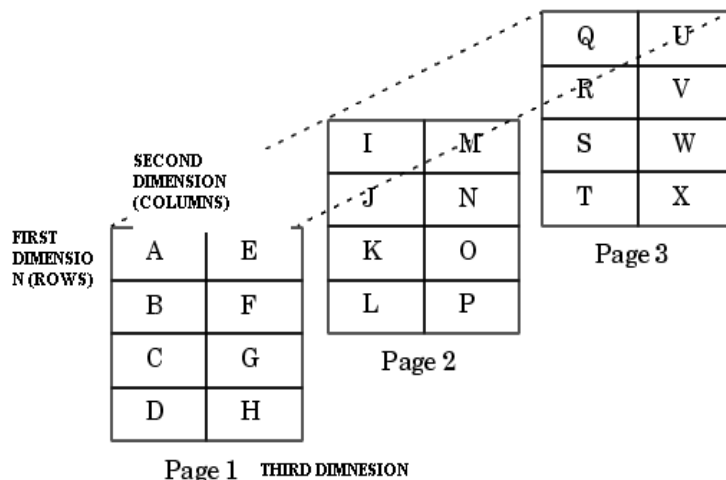 Q U
R V
S W
T X
Page 3
I M
J N
K O
L P
Page 2
SECOND
DIMENSION
(COLUMNS)
FIRST
DIMENSIO
N (ROWS)
A E
B F
C G
D H
Page 1 THIRD DIMNESION